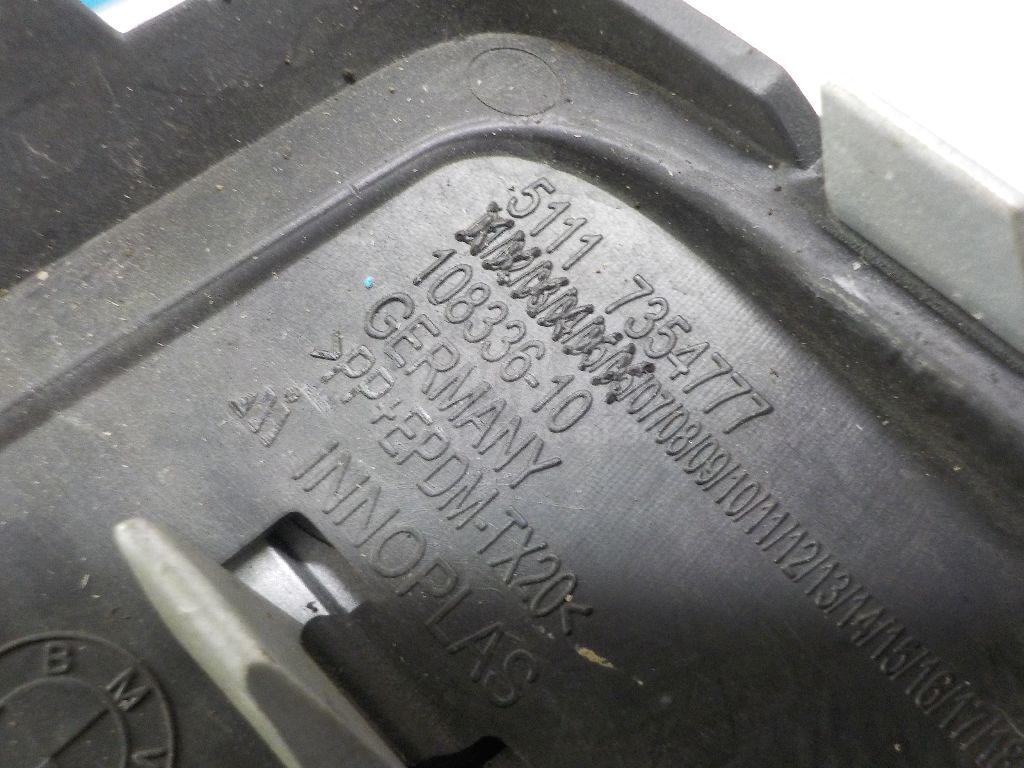 5111 7354777
/07/08/09/10/11/12/13/14/15/16/17/18
108336-10
GERMANY
>PP+EPDM-TX20<
INNOPLAS
BMW